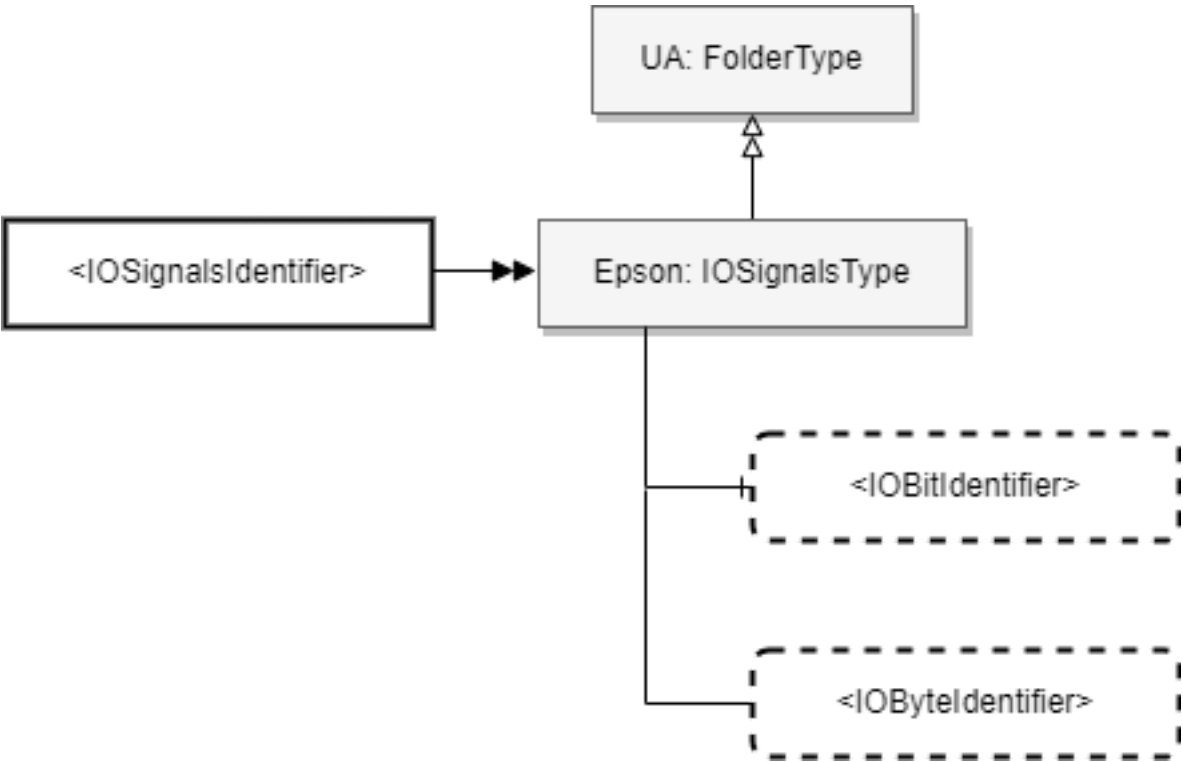 UA: FolderType
<IOSignalsIdentifier>
Epson: IOSignalsType
<IOBitIdentifier>
<IOByteIdentifier>